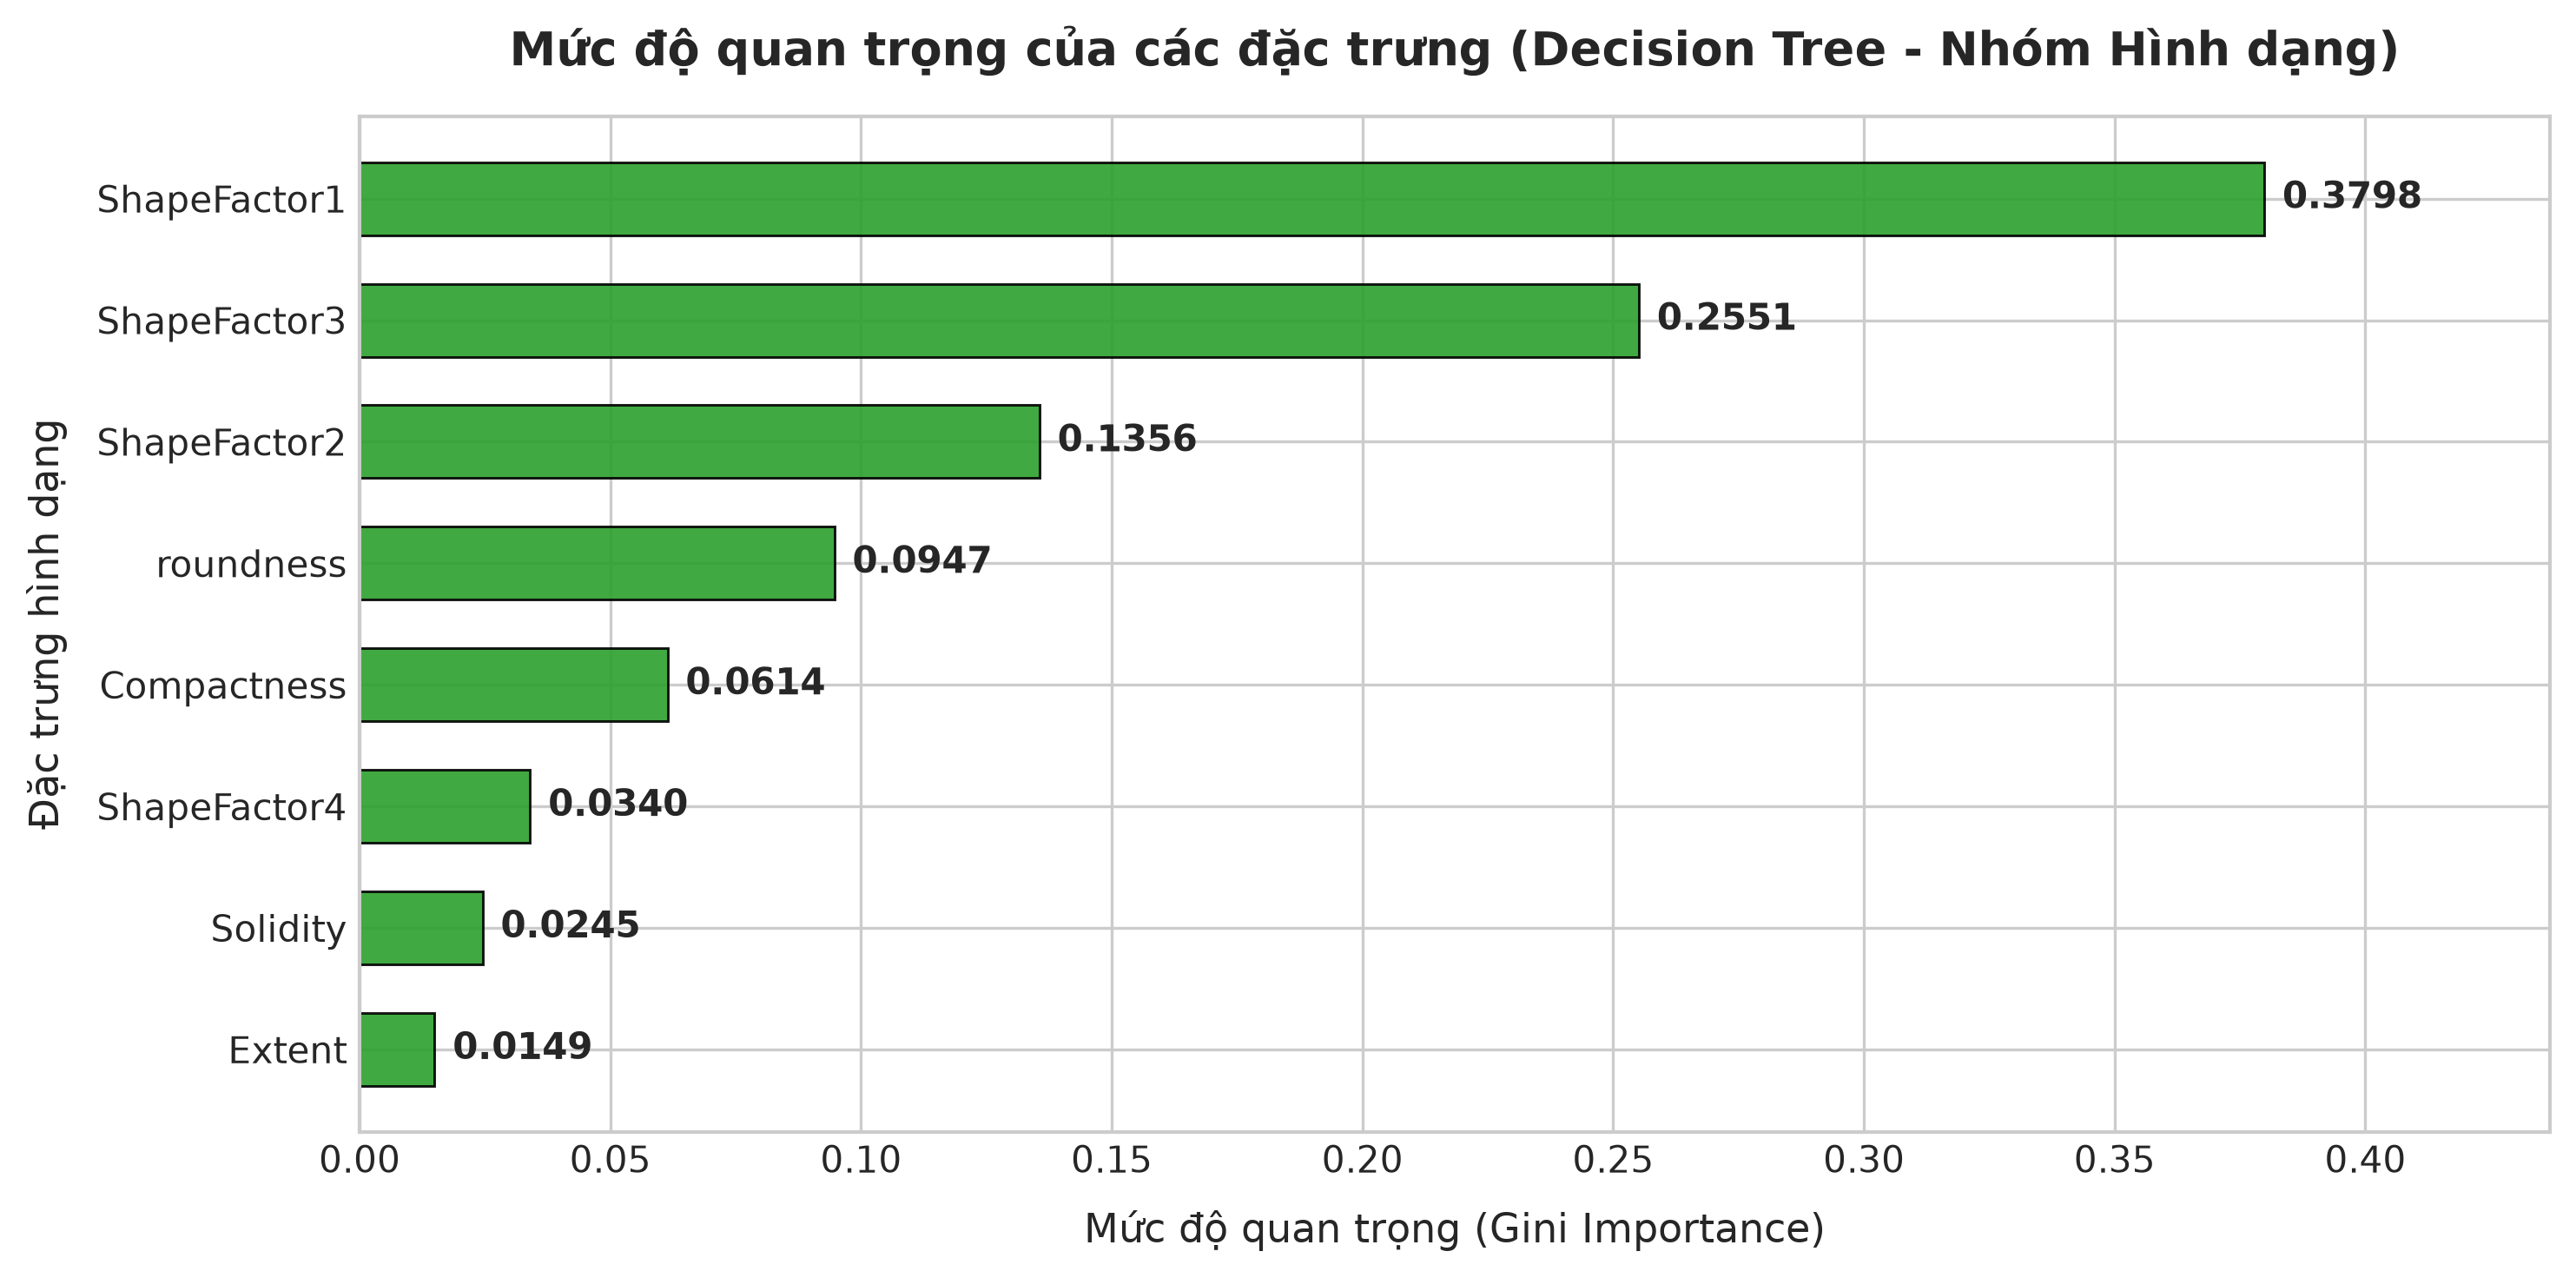 Mức độ quan trọng của các đặc trưng (Decision Tree - Nhóm Hình dạng)
Đặc trưng hình dạng
ShapeFactor1 0.3798
ShapeFactor3 0.2551
ShapeFactor2 0.1356
roundness 0.0947
Compactness 0.0614
ShapeFactor4 0.0340
Solidity 0.0245
Extent 0.0149
0.00 0.05 0.10 0.15 0.20 0.25 0.30 0.35 0.40
Mức độ quan trọng (Gini Importance)